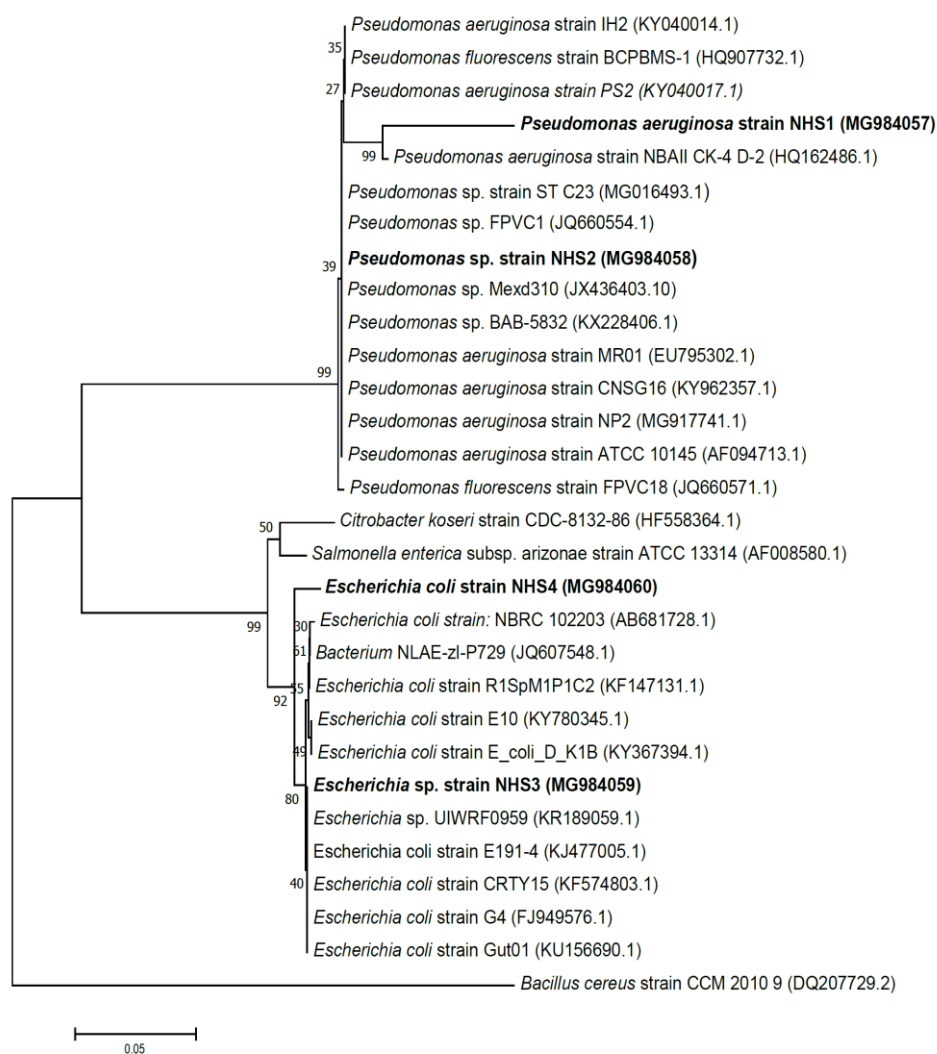 Pseudomonas aeruginosa strain IH2 (KY040014.1)
35
Pseudomonas fluorescens strain BCPBMS-1 (HQ907732.1)
27
Pseudomonas aeruginosa strain PS2 (KY040017.1)
Pseudomonas aeruginosa strain NHS1 (MG984057)
99
Pseudomonas aeruginosa strain NBAII CK-4 D-2 (HQ162486.1)
Pseudomonas sp. strain ST C23 (MG016493.1)
Pseudomonas sp. FPVC1 (JQ660554.1)
Pseudomonas sp. strain NHS2 (MG984058)
39
Pseudomonas sp. Mexd310 (JX436403.10)
Pseudomonas sp. BAB-5832 (KX228406.1)
Pseudomonas aeruginosa strain MR01 (EU795302.1)
99
Pseudomonas aeruginosa strain CNSG16 (KY962357.1)
Pseudomonas aeruginosa strain NP2 (MG917741.1)
Pseudomonas aeruginosa strain ATCC 10145 (AF094713.1)
Pseudomonas fluorescens strain FPVC18 (JQ660571.1)
Citrobacter koseri strain CDC-8132-86 (HF558364.1)
50
Salmonella enterica subsp. arizonae strain ATCC 13314 (AF008580.1)
Escherichia coli strain NHS4 (MG984060)
99
30
Escherichia coli strain: NBRC 102203 (AB681728.1)
51
Bacterium NLAE-zl-P729 (JQ607548.1)
55
Escherichia coli strain R1SpM1P1C2 (KF147131.1)
92
Escherichia coli strain E10 (KY780345.1)
49
Escherichia coli strain E_coli_D_K1B (KY367394.1)
Escherichia sp. strain NHS3 (MG984059)
80
Escherichia sp. UIWRF0959 (KR189059.1)
Escherichia coli strain E191-4 (KJ477005.1)
40
Escherichia coli strain CRTY15 (KF574803.1)
Escherichia coli strain G4 (FJ949576.1)
Escherichia coli strain Gut01 (KU156690.1)
Bacillus cereus strain CCM 2010 9 (DQ207729.2)
0.05